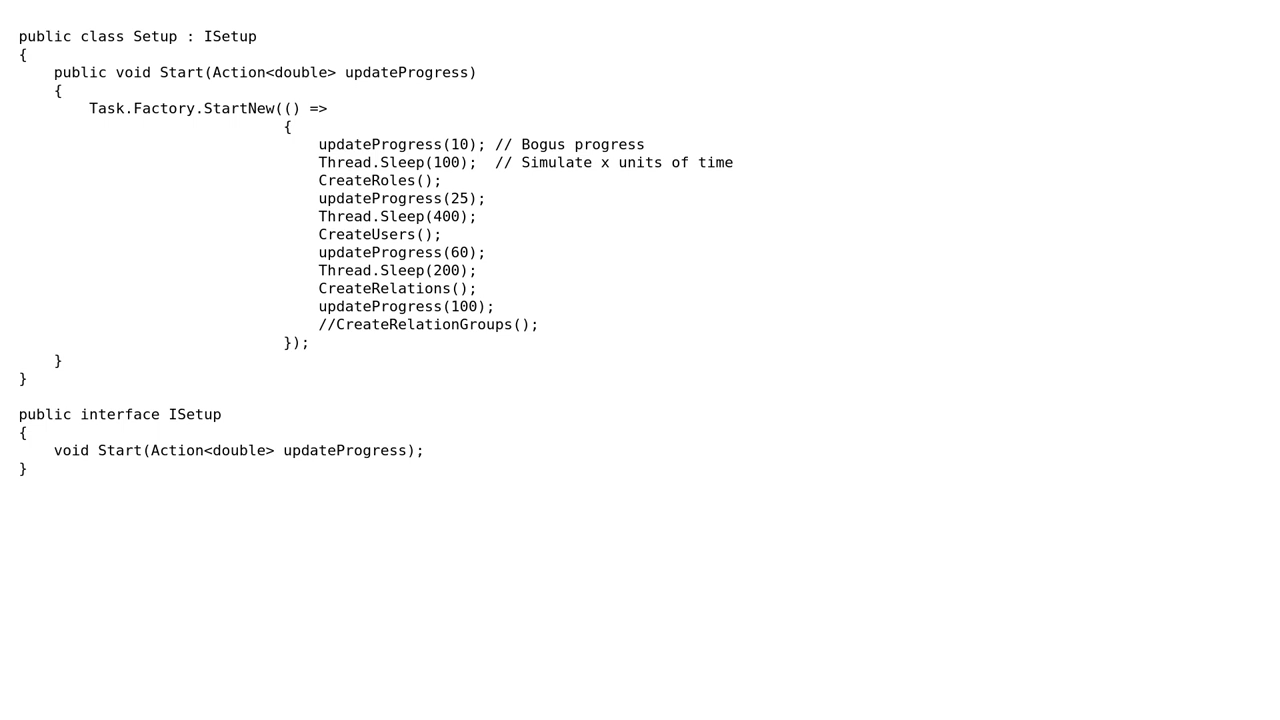 public class Setup : ISetup
{
    public void Start(Action<double> updateProgress)
    {
        Task.Factory.StartNew(() =>
                              {
                                  updateProgress(10); // Bogus progress
                                  Thread.Sleep(100);  // Simulate x units of time
                                  CreateRoles();
                                  updateProgress(25);
                                  Thread.Sleep(400);
                                  CreateUsers();
                                  updateProgress(60);
                                  Thread.Sleep(200);
                                  CreateRelations();
                                  updateProgress(100);
                                  //CreateRelationGroups();
                              });
    }
}

public interface ISetup
{
    void Start(Action<double> updateProgress);
}